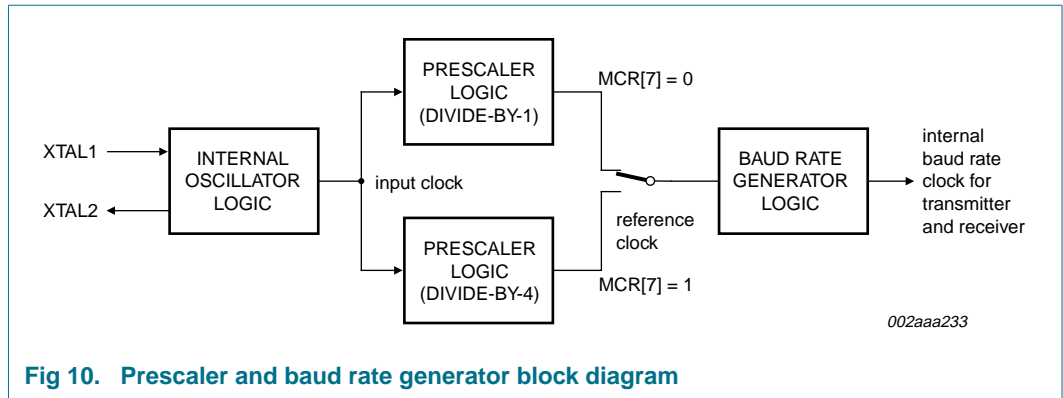 XTAL1
XTAL2
INTERNAL
OSCILLATOR
LOGIC
input clock
PRESCALER
LOGIC
(DIVIDE-BY-1)
MCR[7] = 0
PRESCALER
LOGIC
(DIVIDE-BY-4)
MCR[7] = 1
reference
clock
BAUD RATE
GENERATOR
LOGIC
internal
baud rate
clock for
transmitter
and receiver
002aaa233
Fig 10. Prescaler and baud rate generator block diagram